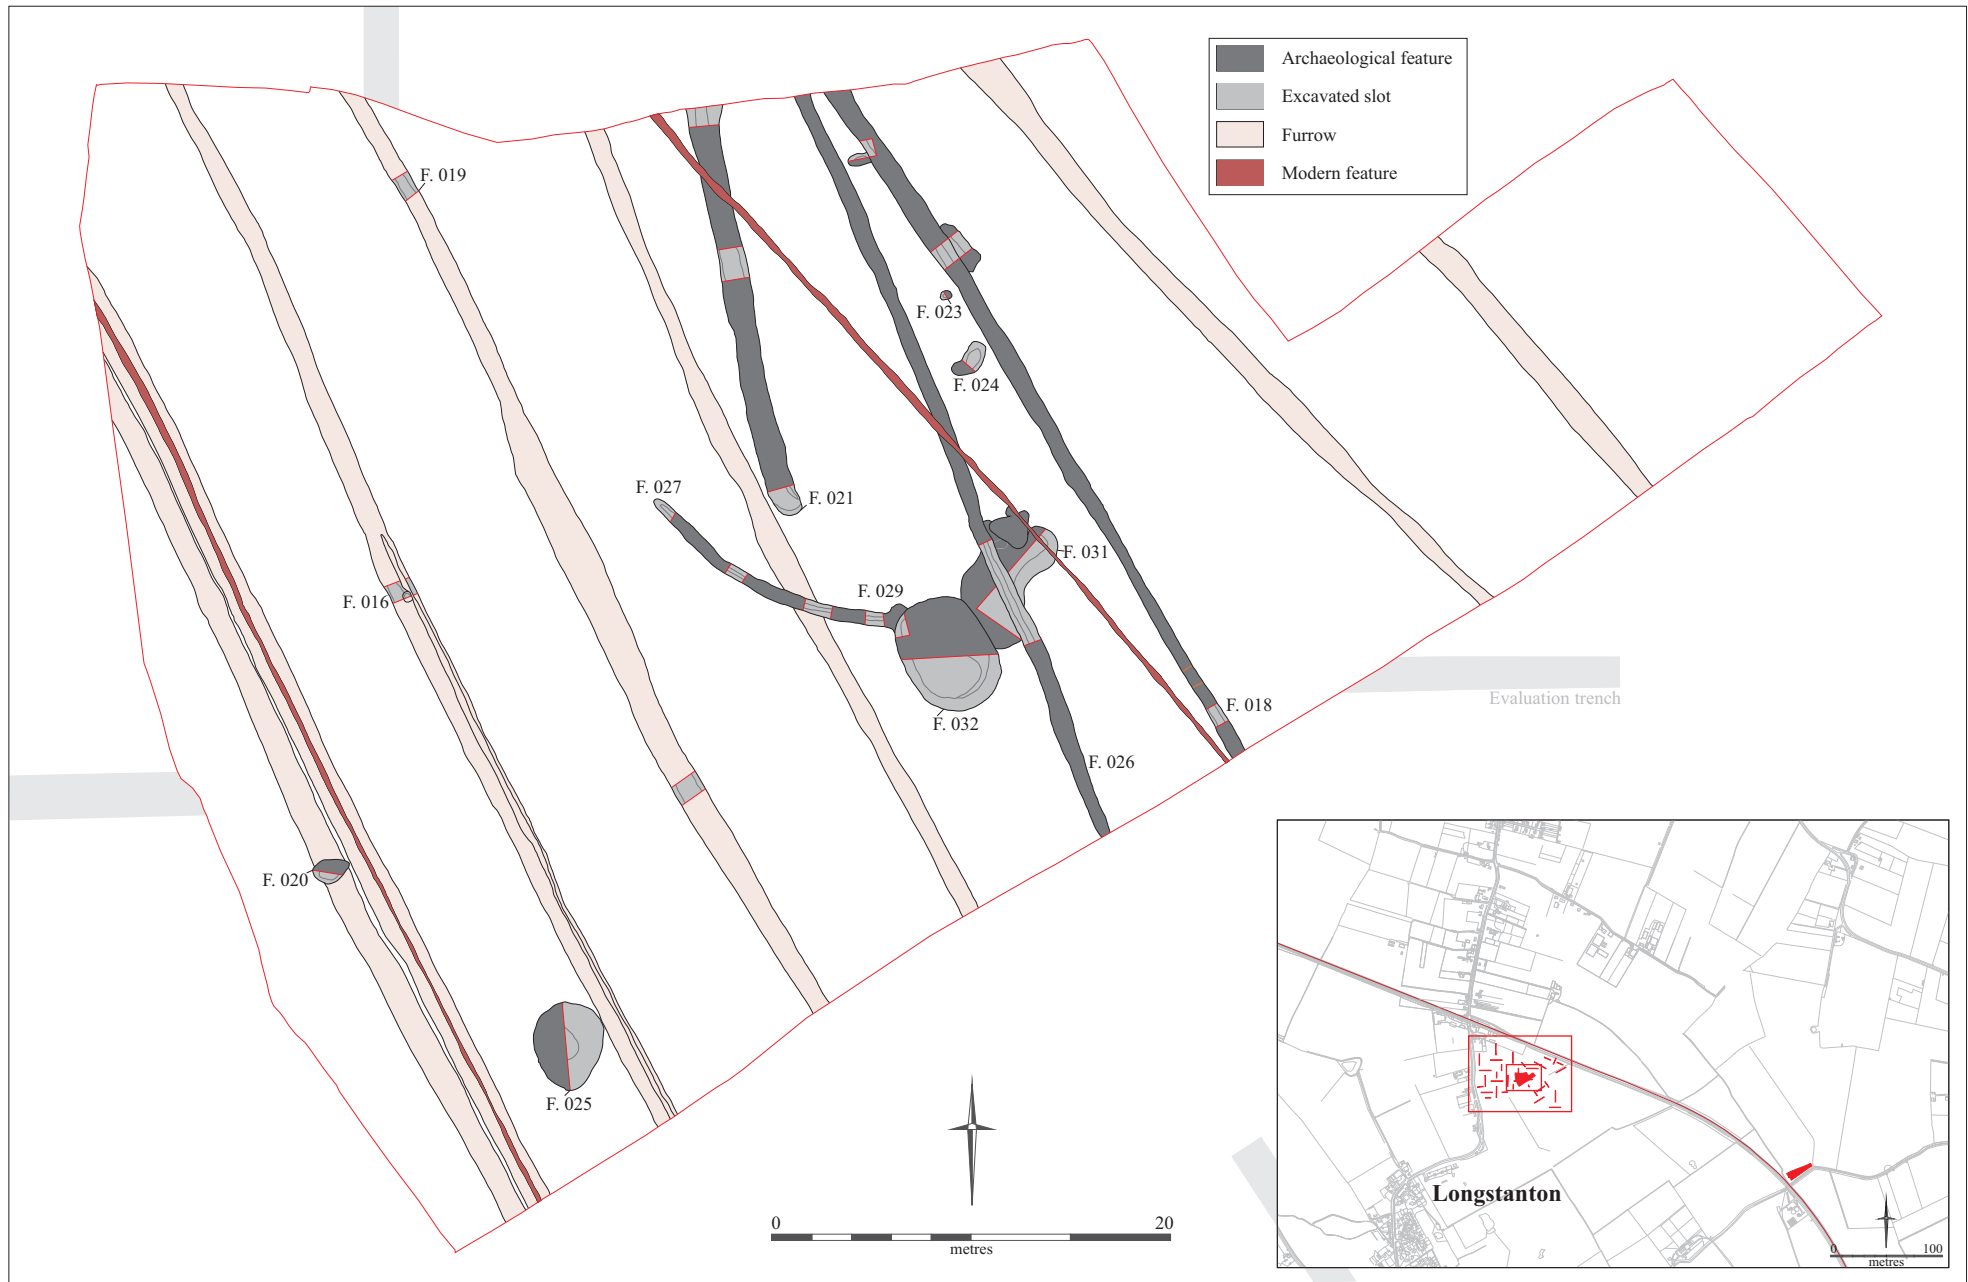 Archaeological feature
Excavated slot
Furrow
Modern feature
F. 019
F. 023
F. 024
F. 027
F. 021
F. 031
F. 029
F. 016
F. 018
Evaluation trench
F. 032
F. 026
F. 020
F. 025
Longstanton
0 20
metres
0 100
metres